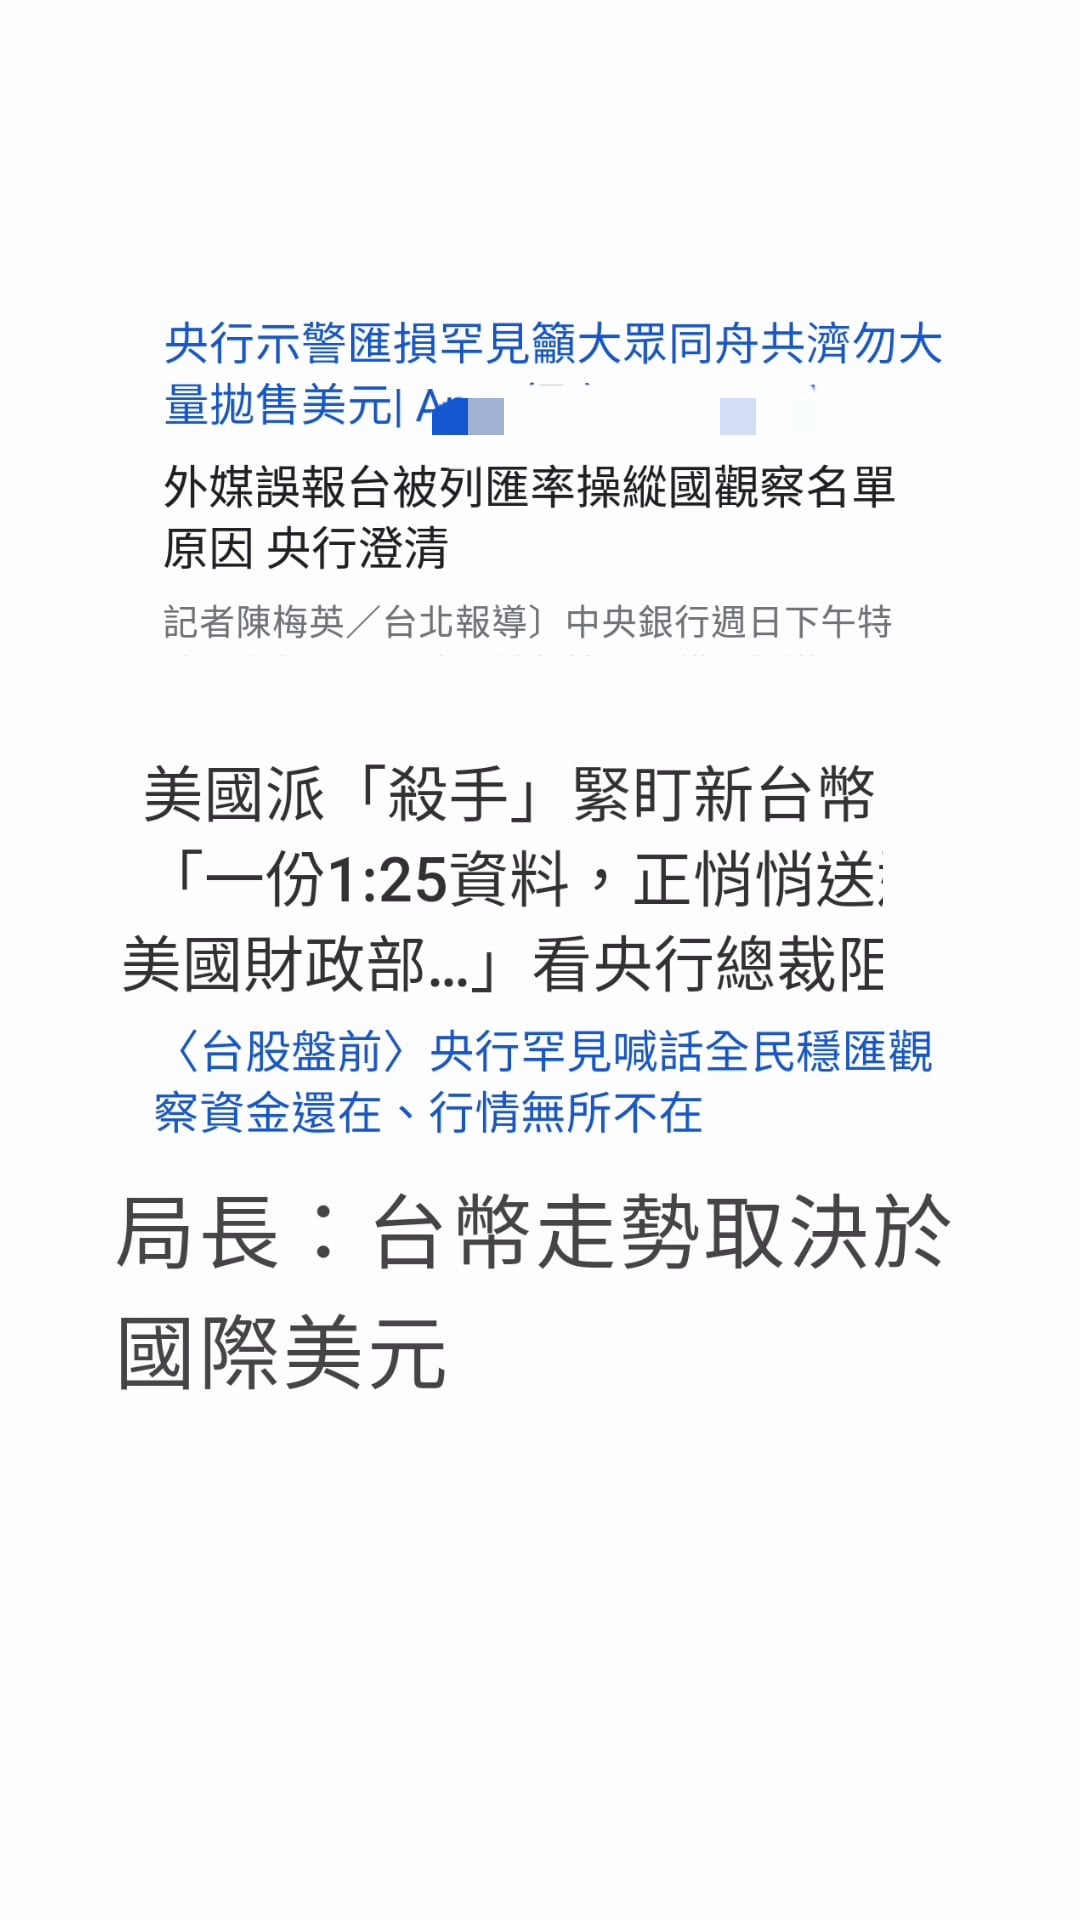 央行示警匯損罕見籲大眾同舟共濟勿大
量拋售美元|
外媒誤報台被列匯率操縱國觀察名單
原因 央行澄清
記者陳梅英／台北報導〕中央銀行週日下午特
美國派「殺手」緊盯新台幣
「一份1:25資料，正悄悄送
美國財政部...」看央行總裁阻
〈台股盤前〉央行罕見喊話全民穩匯觀
察資金還在、行情無所不在
局長：台幣走勢取決於
國際美元